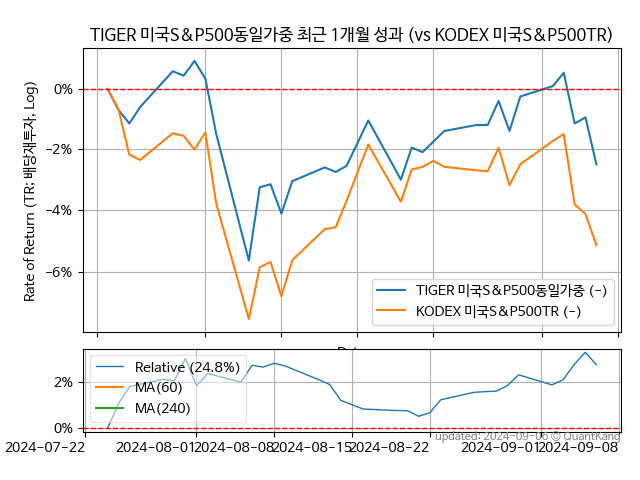 TIGER 미국S&P500동일가중 최근 1개월 성과 (vs KODEX 미국S&P500TR)
Rate of Return (TR: 배당재투자, Log)
0%
−2%
−4%
−6%
TIGER 미국S&P500동일가중 (-)
KODEX 미국S&P500TR (-)
2%
0%
Relative (24.8%)
MA(60)
MA(240)
updated: 2024-09-06 © QuantKang
2024-07-22
2024-08-01
2024-08-08
2024-08-15
2024-08-22
2024-09-01
2024-09-08